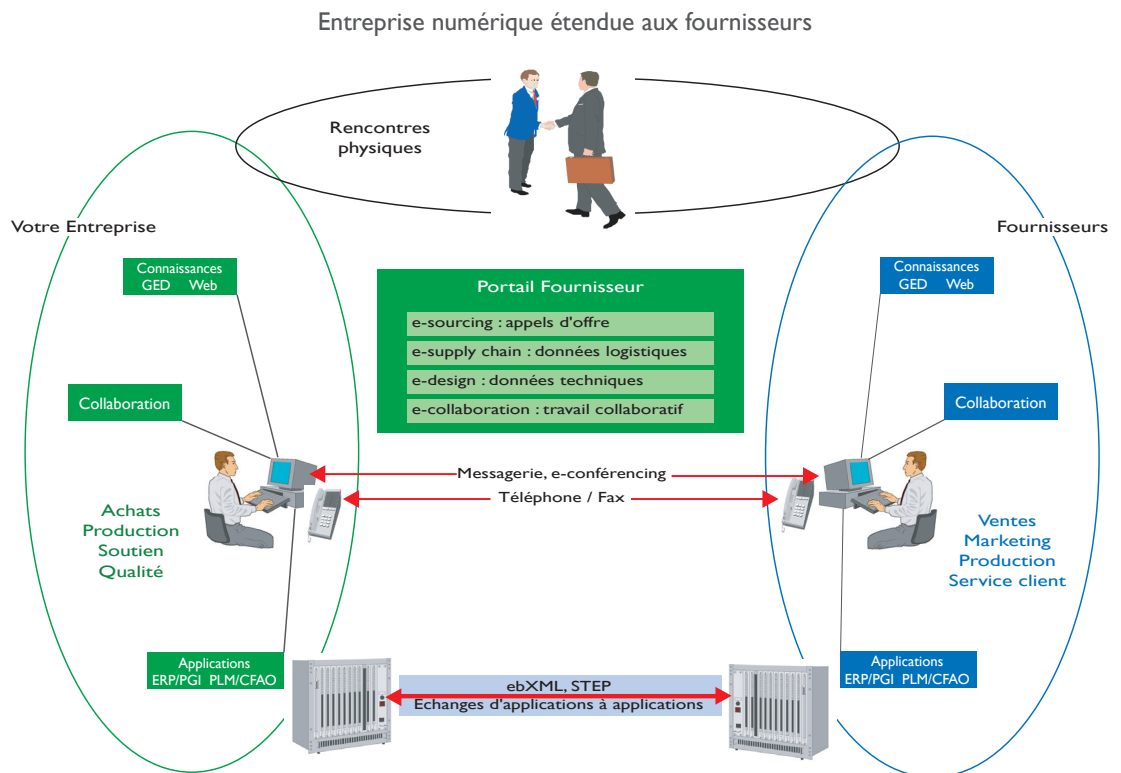 Entreprise numérique étendue aux fournisseurs
Rencontres
physiques
Votre Entreprise
Fournisseurs
Connaissances
GED Web
Connaissances
GED Web
Portail Fournisseur
e-sourcing : appels d'offre
e-supply chain : données logistiques
e-design : données techniques
e-collaboration : travail collaboratif
Collaboration
Collaboration
Messagerie, e-conférencing
Téléphone / Fax
Achats
Production
Soutien
Qualité
Ventes
Marketing
Production
Service client
Applications
ERP/PGI PLM/CFAO
Applications
ERP/PGI PLM/CFAO
ebXML, STEP
Echanges d'applications à applications